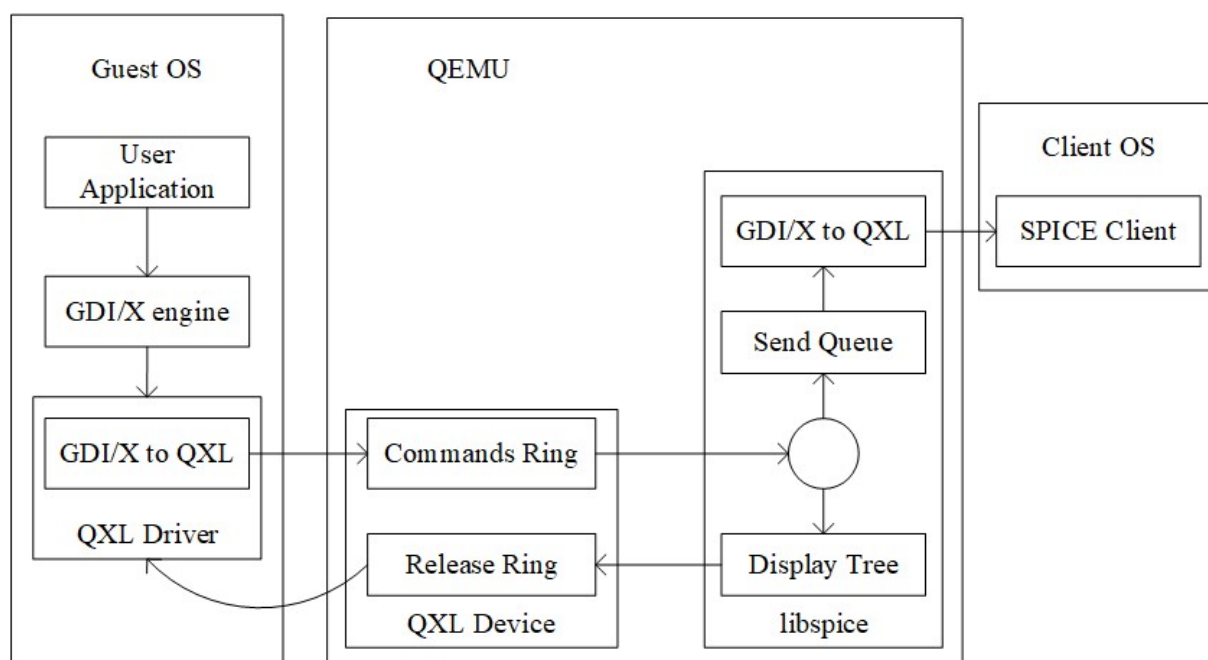 Guest OS
User
Application
GDI/X engine
GDI/X to QXL
QXL Driver
QEMU
Commands Ring
Release Ring
QXL Device
GDI/X to QXL
Send Queue
Display Tree
libspice
Client OS
SPICE Client